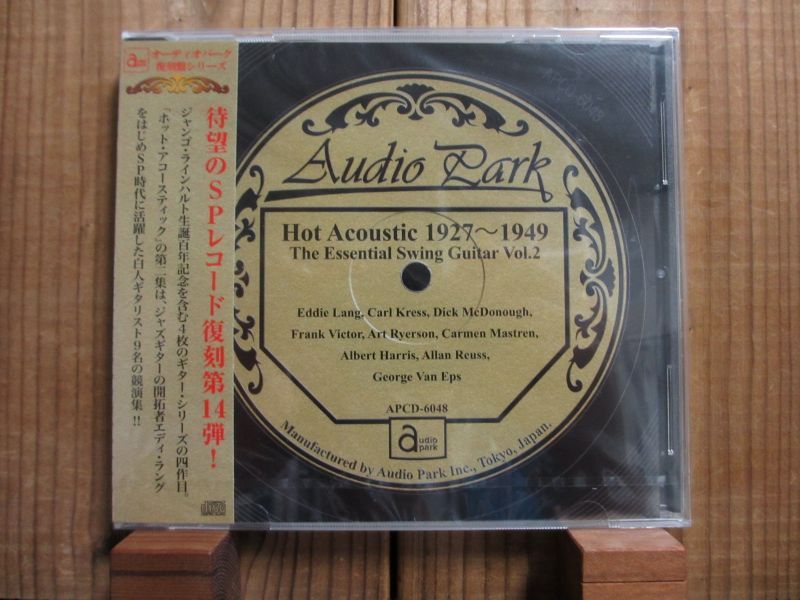 オーディオパーク
復刻盤シリーズ
待望のSPレコード復刻第14弾!
ジャンゴ・ラインハルト生誕百年記念を含む4枚のギター・シリーズの四作目。
「ホット・アコースティック」の第二集は、ジャズギターの開拓者エディ・ラング
をはじめSP時代に活躍した白人ギタリスト9名の競演集!!
APCD-6048
Audio Park
Hot Acoustic 1927〜1949
The Essential Swing Guitar Vol.2
Eddie Lang, Carl Kress, Dick McDonough,
Frank Victor, Art Ryerson, Carmen Mastren,
Albert Harris, Allan Reuss,
George Van Eps
APCD-6048
audio
park
Manufactured by Audio Park Inc., Tokyo, Japan.